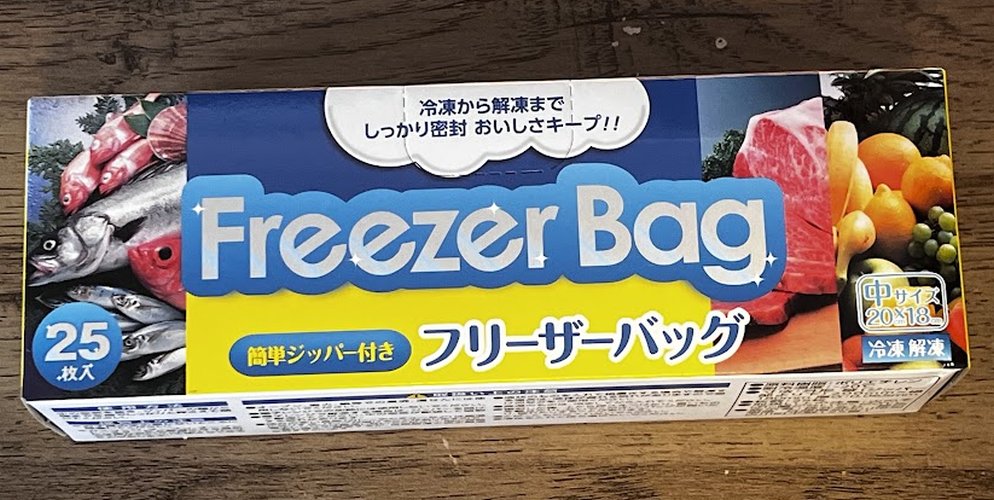 冷凍から解凍まで
しっかり密封 おいしさキープ!!
Freezer Bag
25
枚入
簡単ジッパー付き
フリーザーバッグ
中サイズ
20×18cm
冷凍 解凍